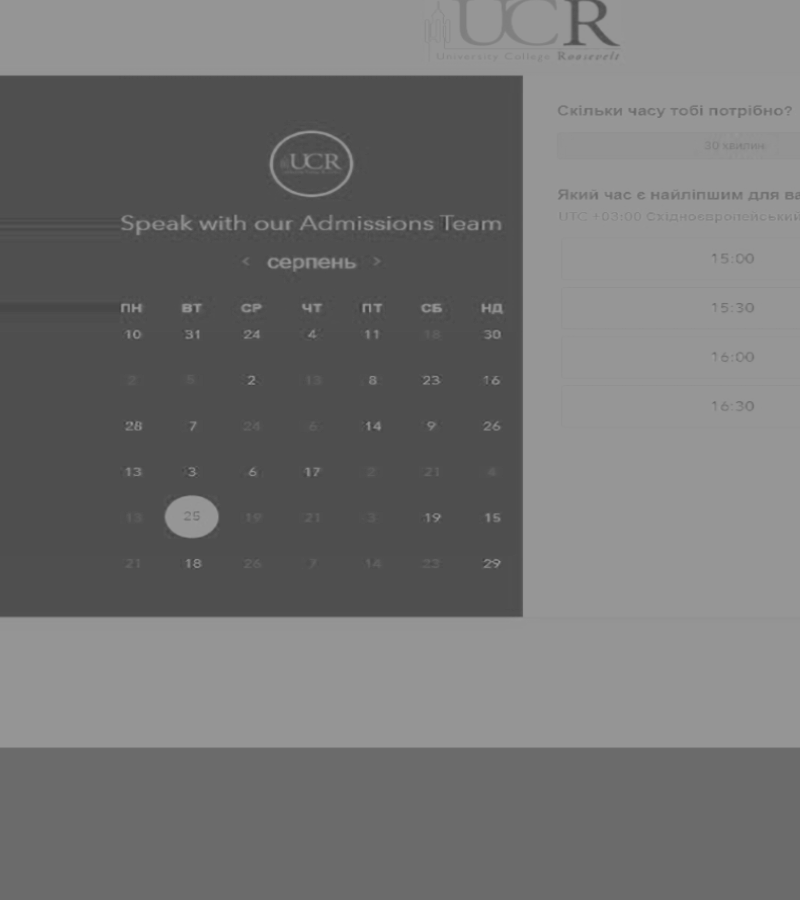 UCR
University College Roosevelt
UCR
Speak with our Admissions Team
< серпень >
ПН ВТ СР ЧТ ПТ СБ НД
10 31 24 4 11 18 30
2 5 2 13 8 23 16
28 7 24 6 14 9 26
13 3 6 17 2 21 4
13 25 19 21 3 19 15
21 18 26 7 14 23 29
Скільки часу тобі потрібно?
30 хвилин
Який час є найліпшим для ва
UTC +03:00 Східноєвропейський
15:00
15:30
16:00
16:30